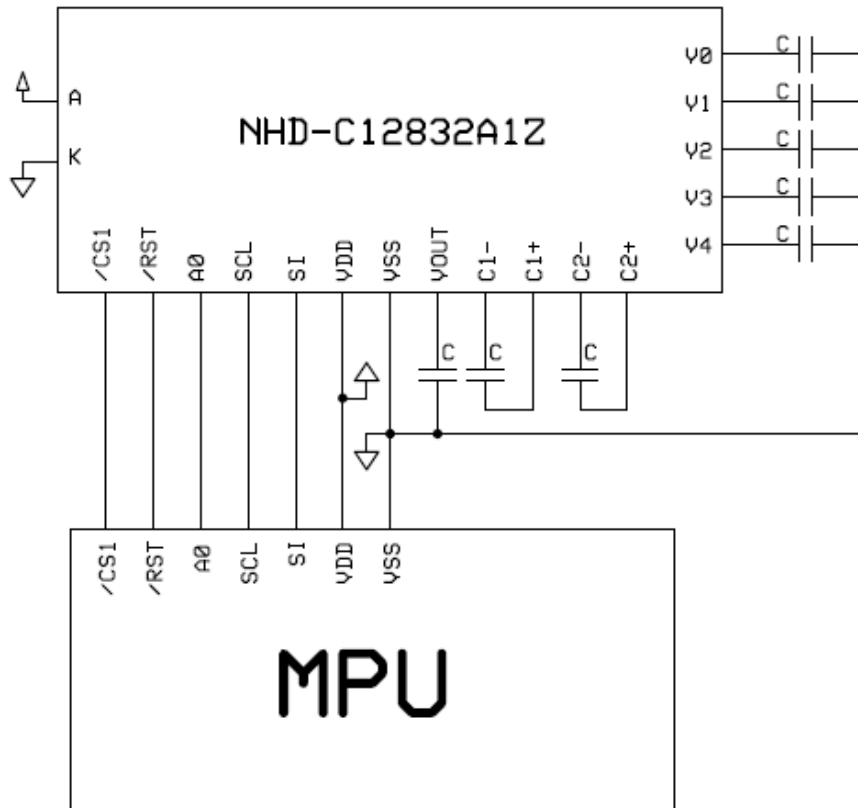 V0 C
A
V1 C
NHD-C12832A1Z
V2 C
K
V3 C
V4 C
/CS1 /RST A0 SCL SI VDD VSS VOUT C1- C1+ C2- C2+
C C C
/CS1 /RST A0 SCL SI VDD VSS
MPU